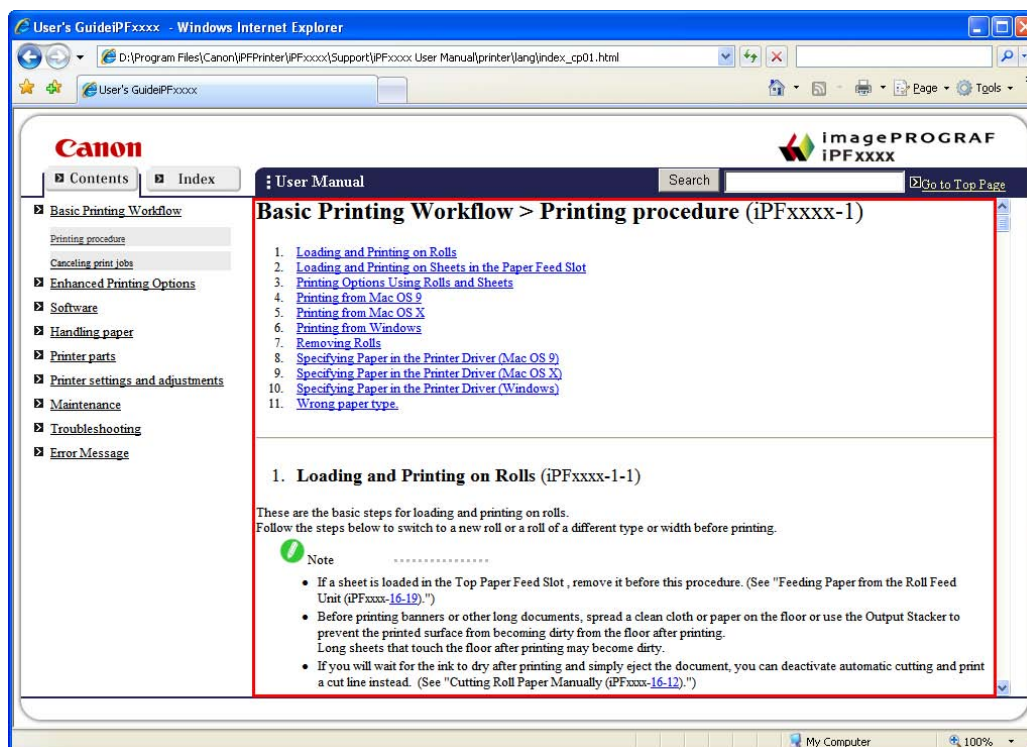 User's GuideiPFxxxx - Windows Internet Explorer
D:\Program Files\Canon\iPFPrinter\iPFxxxx\Support\iPFxxxx User Manual\printer\lang\index_cp01.html
User's GuideiPFxxxx
Page
Tools
Canon
imagePROGRAF
iPFxxxx
Contents
Index
User Manual
Search
Go to Top Page
Basic Printing Workflow
Printing procedure
Canceling print jobs
Enhanced Printing Options
Software
Handling paper
Printer parts
Printer settings and adjustments
Maintenance
Troubleshooting
Error Message
Basic Printing Workflow > Printing procedure (iPFxxxx-1)
1. Loading and Printing on Rolls
2. Loading and Printing on Sheets in the Paper Feed Slot
3. Printing Options Using Rolls and Sheets
4. Printing from Mac OS 9
5. Printing from Mac OS X
6. Printing from Windows
7. Removing Rolls
8. Specifying Paper in the Printer Driver (Mac OS 9)
9. Specifying Paper in the Printer Driver (Mac OS X)
10. Specifying Paper in the Printer Driver (Windows)
11. Wrong paper type.
1. Loading and Printing on Rolls (iPFxxxx-1-1)
These are the basic steps for loading and printing on rolls.
Follow the steps below to switch to a new roll or a roll of a different type or width before printing.
Note
• If a sheet is loaded in the Top Paper Feed Slot , remove it before this procedure. (See "Feeding Paper from the Roll Feed
Unit (iPFxxxx-16-19).")
• Before printing banners or other long documents, spread a clean cloth or paper on the floor or use the Output Stacker to
prevent the printed surface from becoming dirty from the floor after printing.
Long sheets that touch the floor after printing may become dirty.
• If you will wait for the ink to dry after printing and simply eject the document, you can deactivate automatic cutting and print
a cut line instead. (See "Cutting Roll Paper Manually (iPFxxxx-16-12).")
My Computer
100%